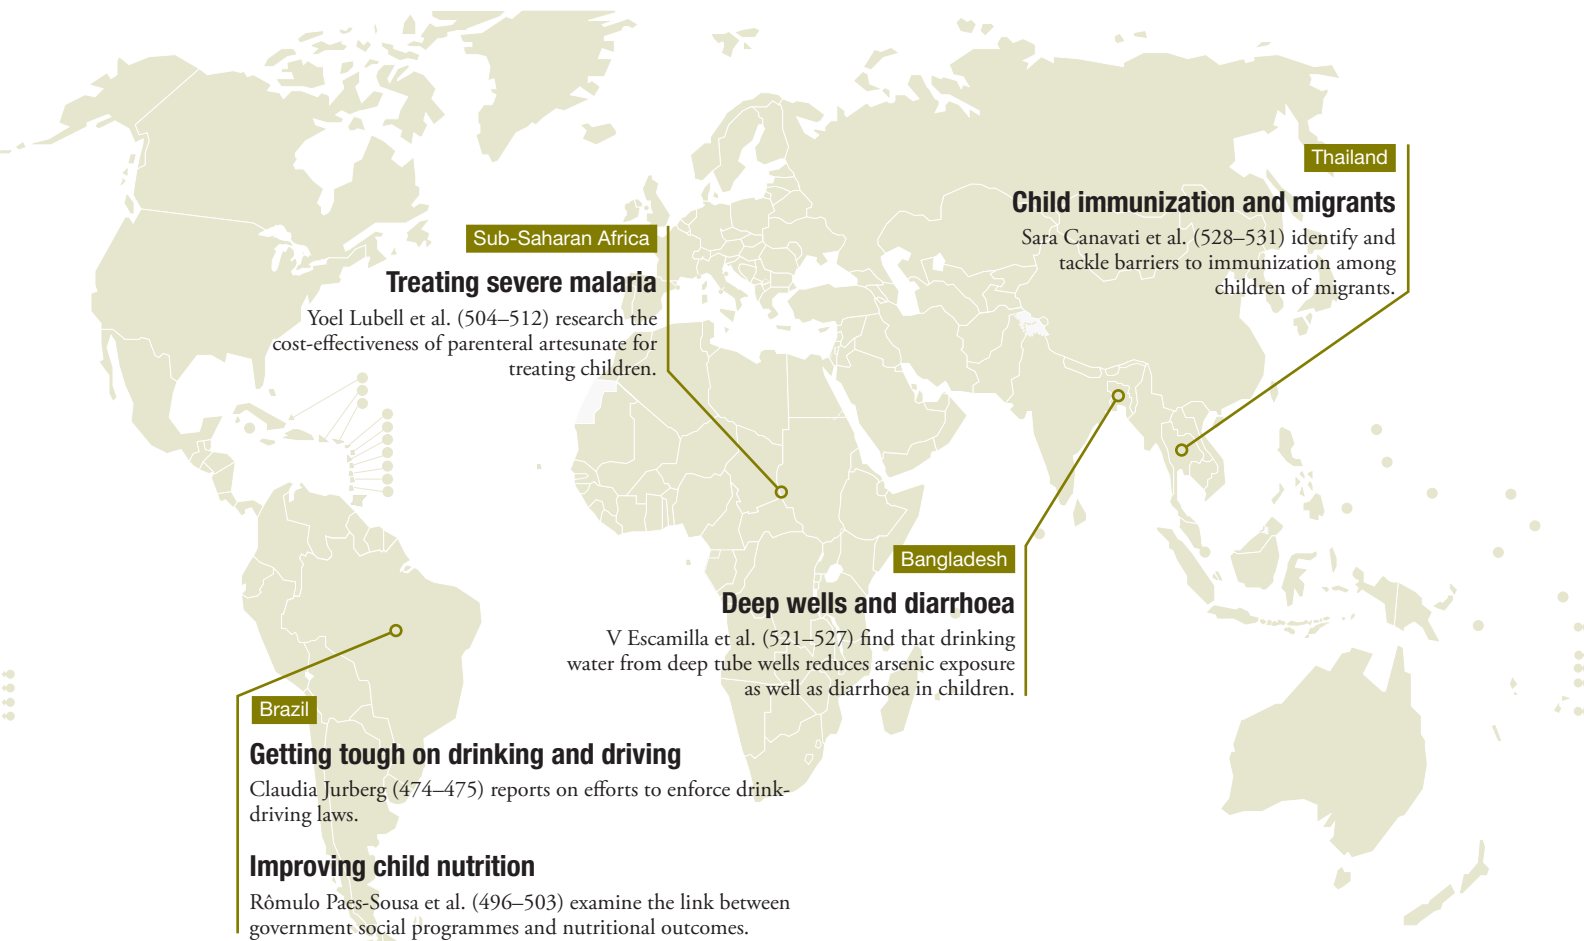 Thailand
Child immunization and migrants
Sara Canavati et al. (528–531) identify and
tackle barriers to immunization among
children of migrants.
Sub-Saharan Africa
Treating severe malaria
Yoel Lubell et al. (504–512) research the
cost-effectiveness of parenteral artesunate for
treating children.
Bangladesh
Deep wells and diarrhoea
V Escamilla et al. (521–527) find that drinking
water from deep tube wells reduces arsenic exposure
as well as diarrhoea in children.
Brazil
Getting tough on drinking and driving
Claudia Jurberg (474–475) reports on efforts to enforce drink-
driving laws.
Improving child nutrition
Rômulo Paes-Sousa et al. (496–503) examine the link between
government social programmes and nutritional outcomes.